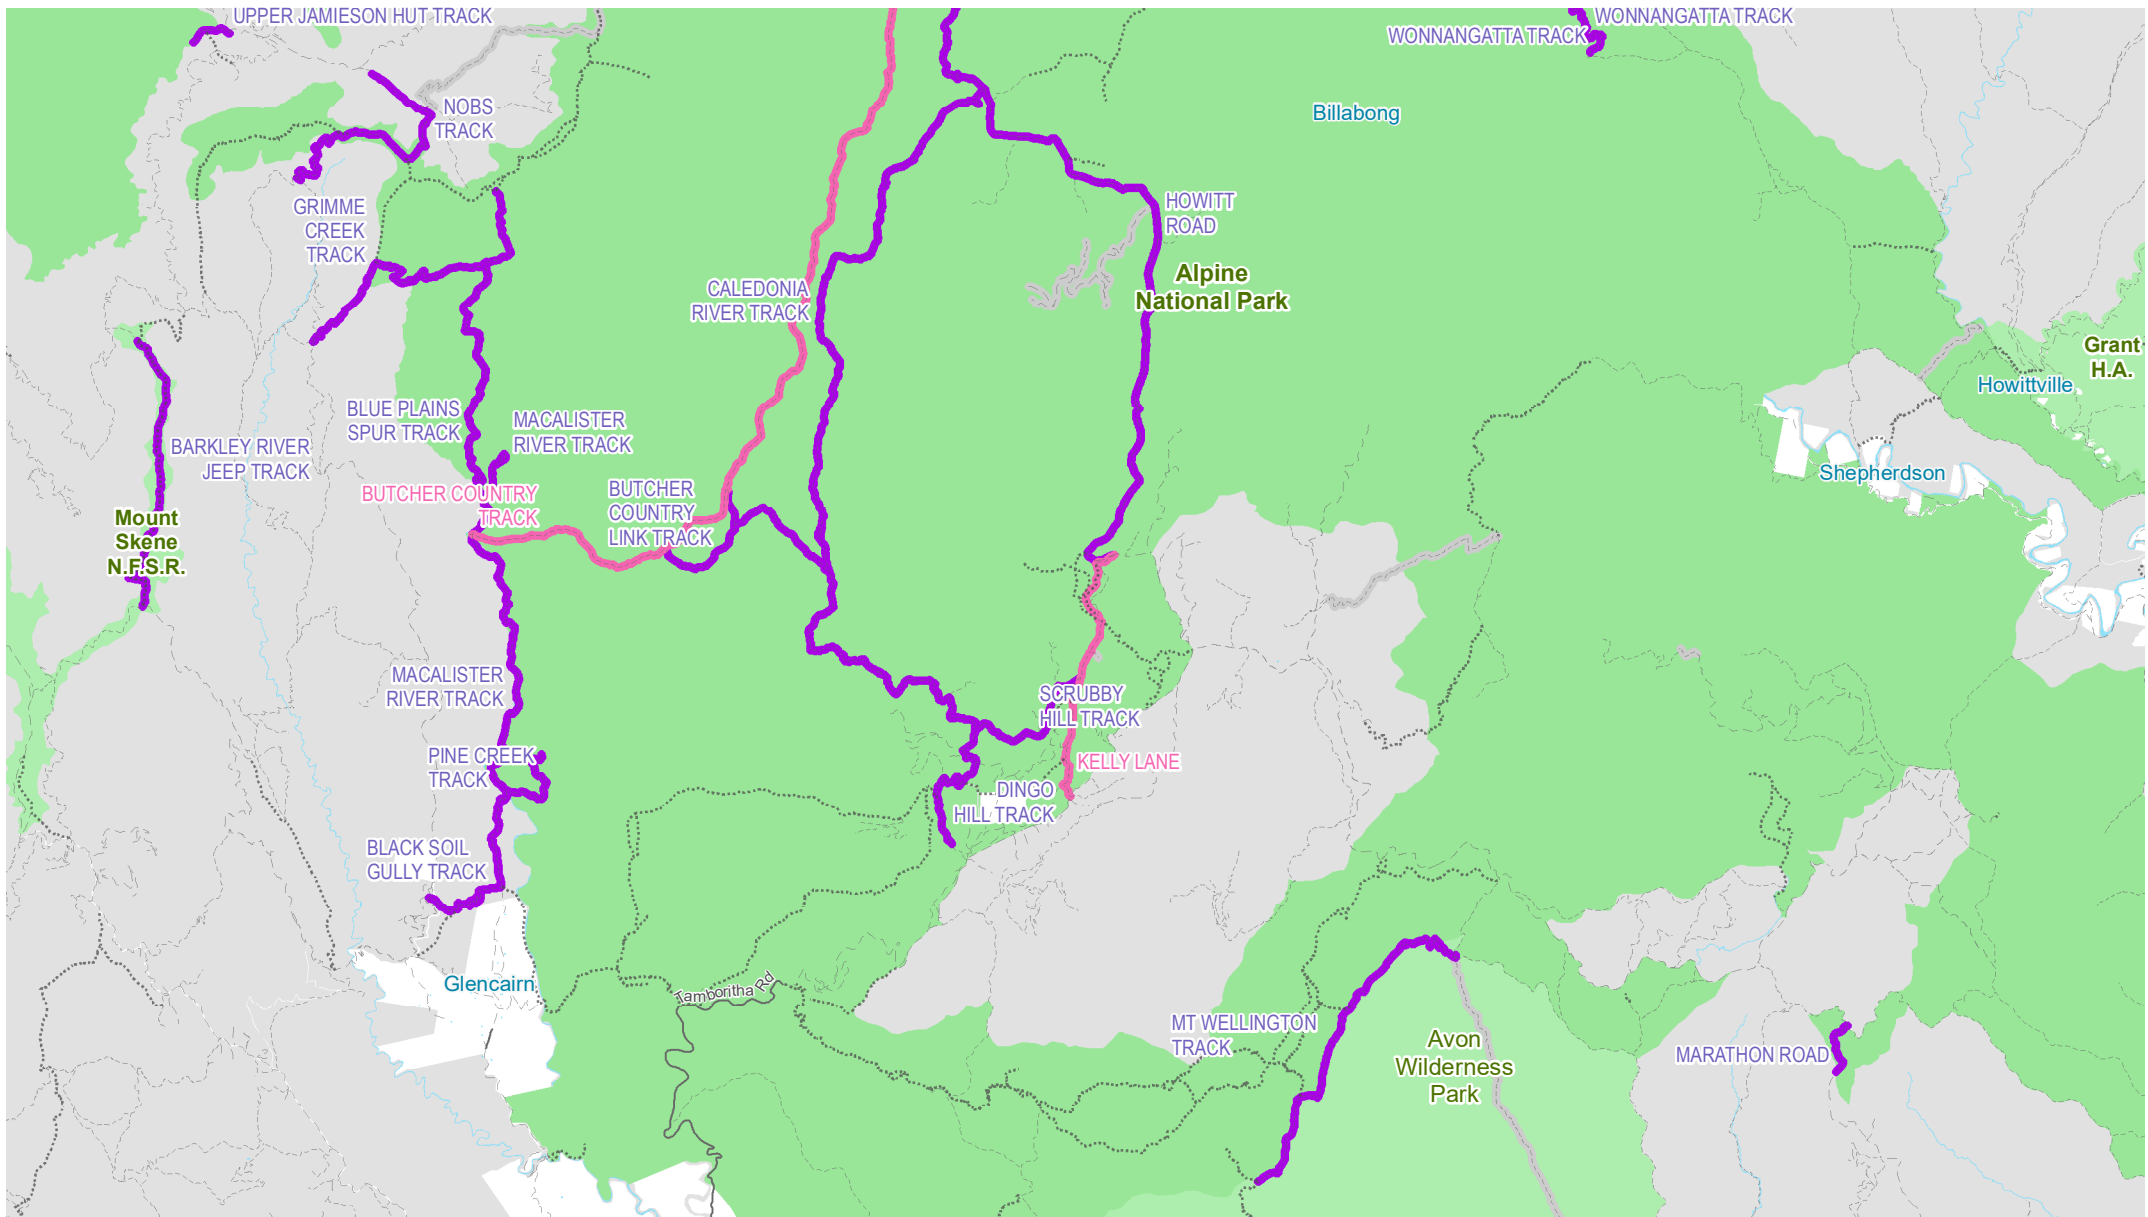 UPPER JAMIESON HUT TRACK
WONNANGATTA TRACK
WONNANGATTA TRACK
NOBS
TRACK
Billabong
GRIMME
CREEK
TRACK
HOWITT
ROAD
Alpine
National Park
CALEDONIA
RIVER TRACK
Grant
H.A.
Howittville
BLUE PLAINS
SPUR TRACK
MACALISTER
RIVER TRACK
BARKLEY RIVER
JEEP TRACK
Shepherdson
BUTCHER COUNTRY
TRACK
BUTCHER
COUNTRY
LINK TRACK
Mount
Skene
N.F.S.R.
MACALISTER
RIVER TRACK
SCRUBBY
HILL TRACK
PINE CREEK
TRACK
KELLY LANE
DINGO
HILL TRACK
BLACK SOIL
GULLY TRACK
Glencairn
Tamboritha Rd
MT WELLINGTON
TRACK
Avon
Wilderness
Park
MARATHON ROAD